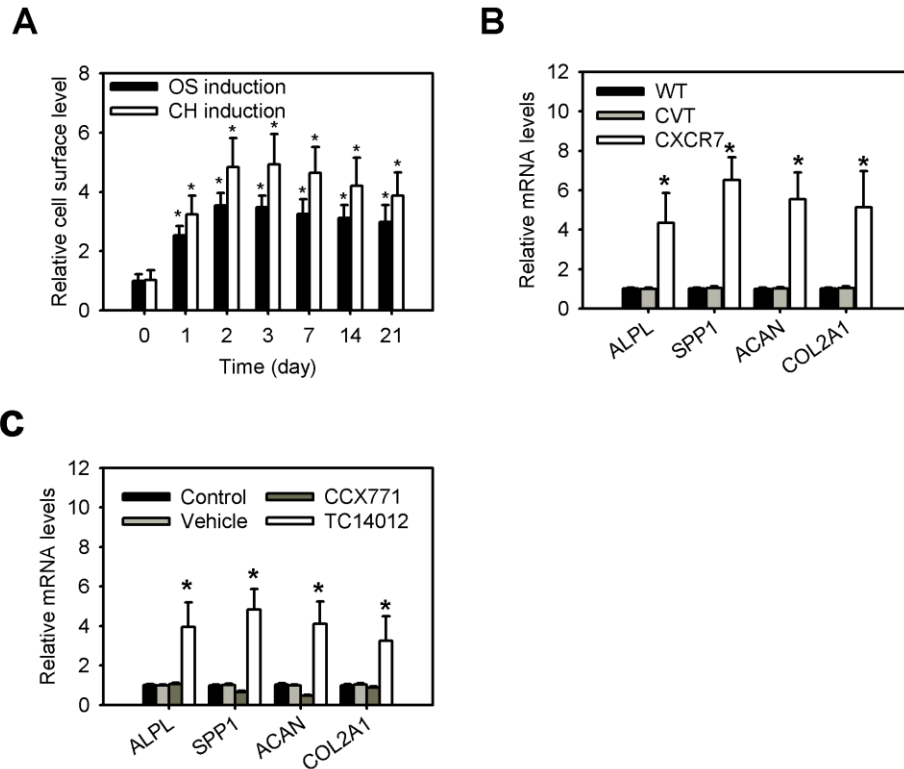 A
Relative cell surface level
8
6
4
2
0
OS induction
CH induction
* * * * * * * * * * * *
0 1 2 3 7 14 21
Time (day)
B
Relative mRNA levels
12
10
8
6
4
2
0
WT
CVT
CXCR7
* * * *
ALPL SPP1 ACAN COL2A1
C
Relative mRNA levels
12
10
8
6
4
2
0
Control CCX771
Vehicle TC14012
* * * *
ALPL SPP1 ACAN COL2A1